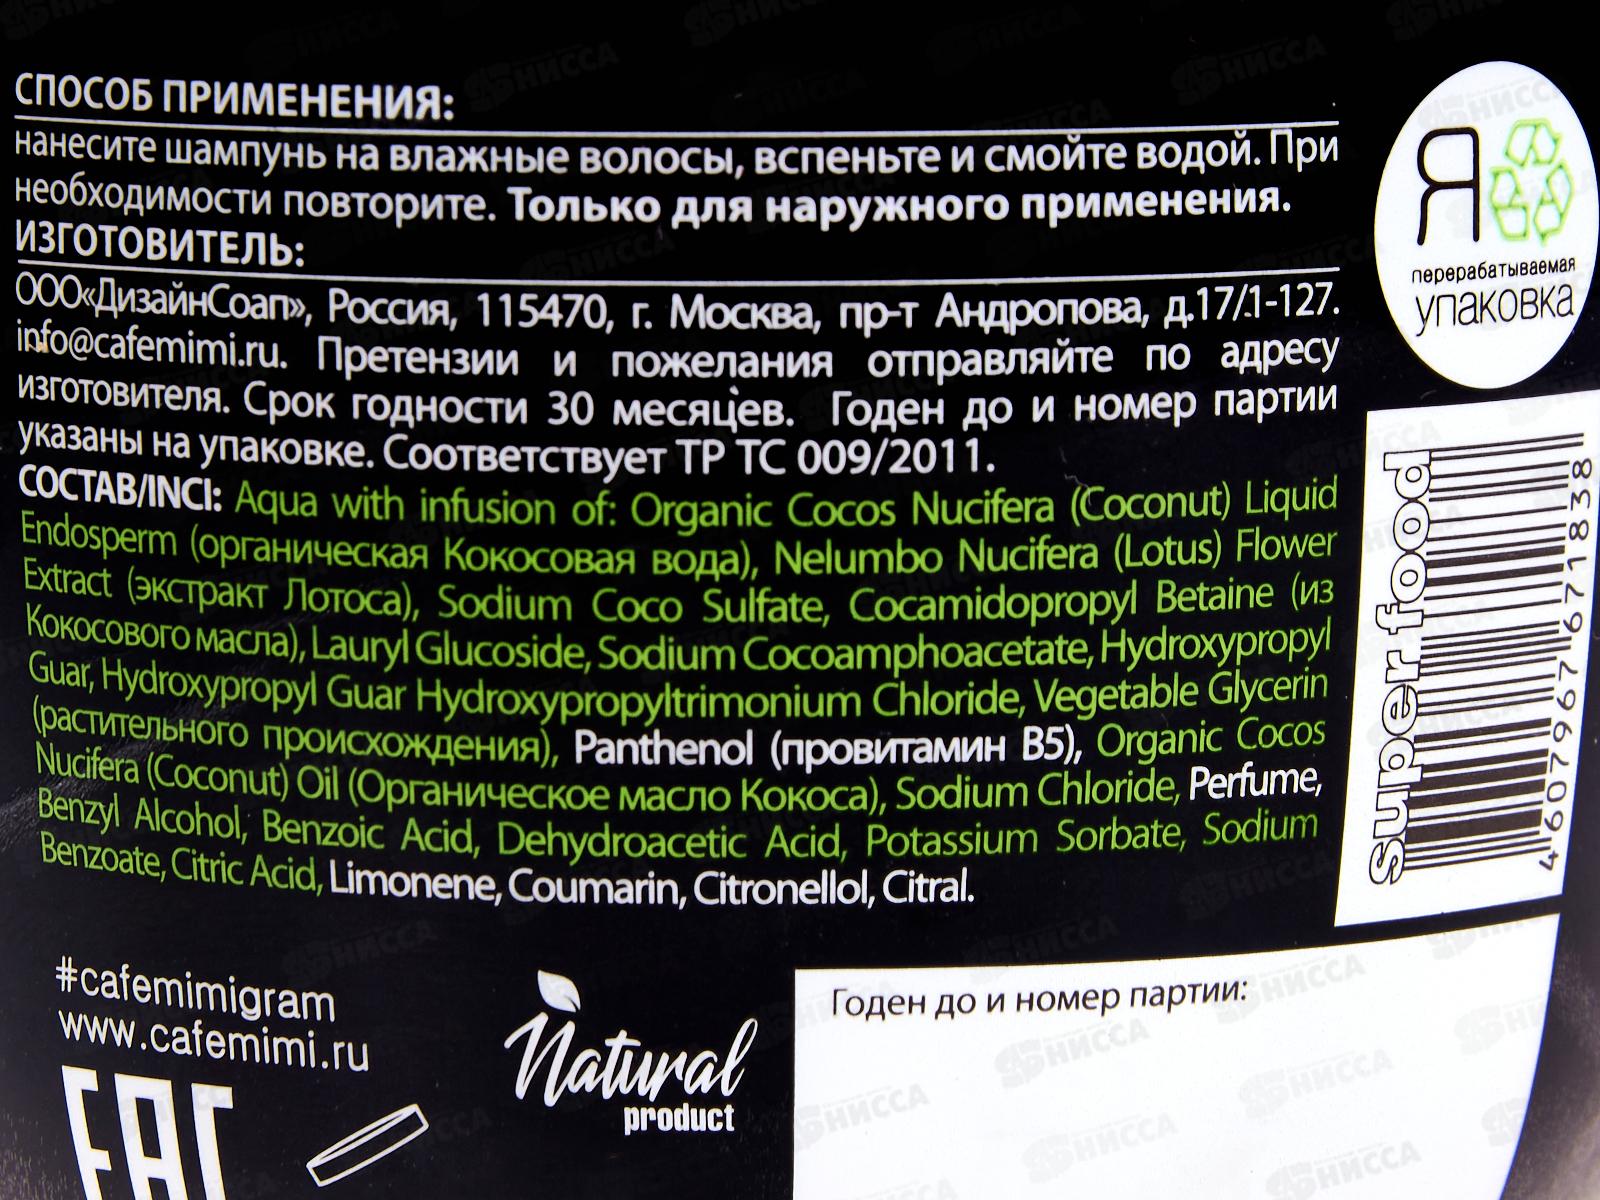 СПОСОБ ПРИМЕНЕНИЯ:
нанесите шампунь на влажные волосы, вспеньте и смойте водой. При
необходимости повторите. Только для наружного применения.
ИЗГОТОВИТЕЛЬ:
ООО«ДизайнСоап», Россия, 115470, г. Москва, пр-т Андропова, д.17/1-127.
info@cafemimi.ru. Претензии и пожелания отправляйте по адресу
изготовителя. Срок годности 30 месяцев. Годен до и номер партии
указаны на упаковке. Соответствует ТР ТС 009/2011.
СОСТАВ/INCI: Aqua with infusion of: Organic Cocos Nucifera (Coconut) Liquid
Endosperm (органическая Кокосовая вода), Nelumbo Nucifera (Lotus) Flower
Extract (экстракт Лотоса), Sodium Coco Sulfate, Cocamidopropyl Betaine (из
Кокосового масла), Lauryl Glucoside, Sodium Cocoamphoacetate, Hydroxypropyl
Guar, Hydroxypropyl Guar Hydroxypropyltrimonium Chloride, Vegetable Glycerin
(растительного происхождения), Panthenol (провитамин В5), Organic Cocos
Nucifera (Coconut) Oil (Органическое масло Кокоса), Sodium Chloride, Perfume,
Benzyl Alcohol, Benzoic Acid, Dehydroacetic Acid, Potassium Sorbate, Sodium
Benzoate, Citric Acid, Limonene, Coumarin, Citronellol, Citral.
#cafemimigram
www.cafemimi.ru
EAC
Natural
product
Годен до и номер партии:
Я
перерабатываемая
упаковка
super food
4607967671838
НИССА